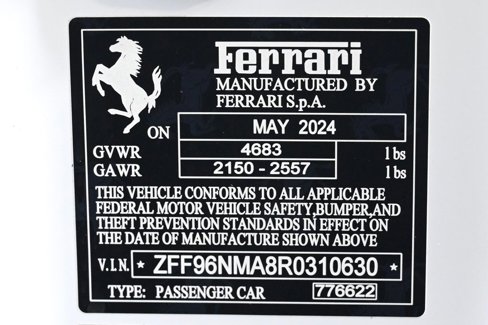 Ferrari
MANUFACTURED BY
FERRARI S.p.A.
ON MAY 2024
GVWR 4683 lbs
GAWR 2150 - 2557 lbs
THIS VEHICLE CONFORMS TO ALL APPLICABLE
FEDERAL MOTOR VEHICLE SAFETY,BUMPER,AND
THEFT PREVENTION STANDARDS IN EFFECT ON
THE DATE OF MANUFACTURE SHOWN ABOVE
V.I.N. * ZFF96NMA8R0310630 *
TYPE: PASSENGER CAR 776622